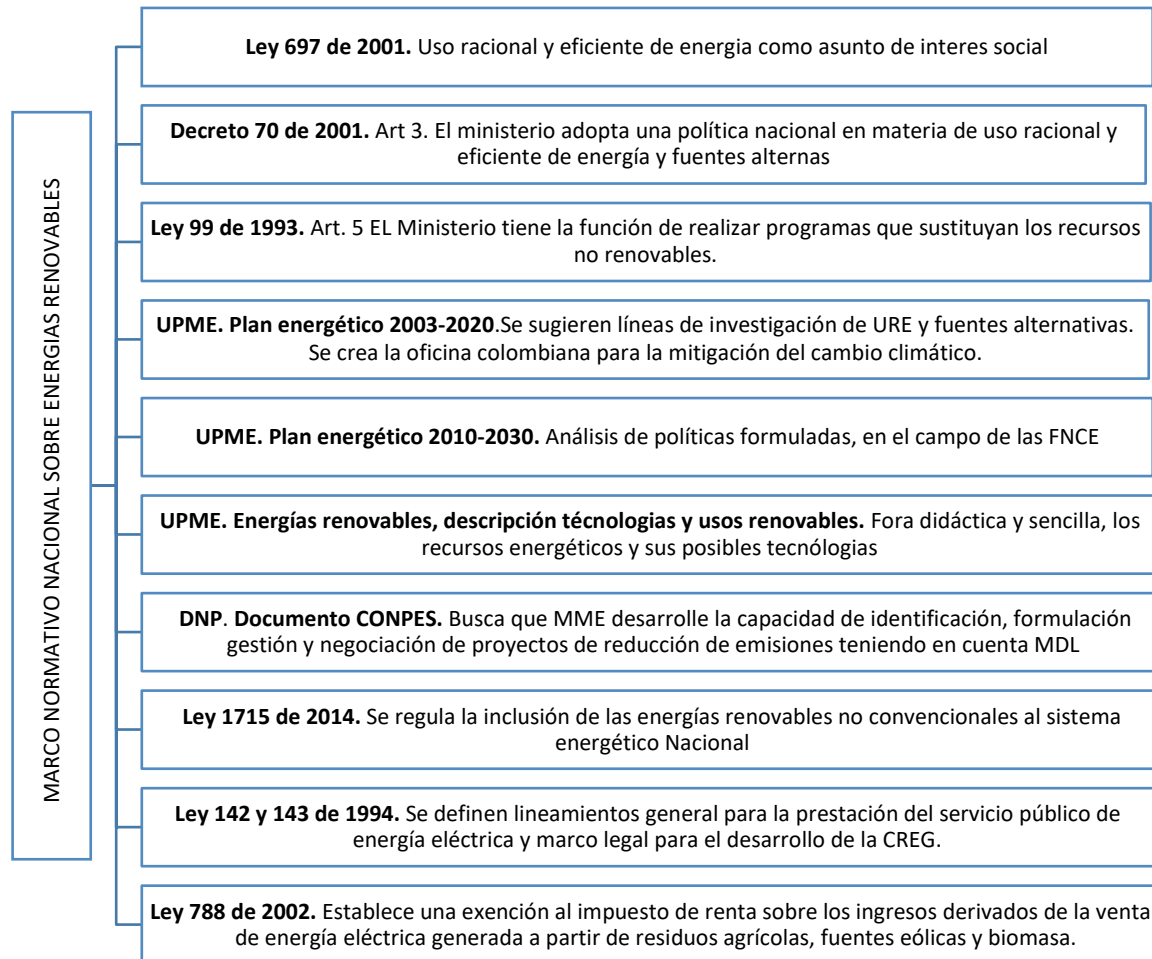 MARCO NORMATIVO NACIONAL SOBRE ENERGIAS RENOVABLES
Ley 697 de 2001. Uso racional y eficiente de energia como asunto de interes social
Decreto 70 de 2001. Art 3. El ministerio adopta una política nacional en materia de uso racional y
eficiente de energía y fuentes alternas
Ley 99 de 1993. Art. 5 EL Ministerio tiene la función de realizar programas que sustituyan los recursos
no renovables.
UPME. Plan energético 2003-2020.Se sugieren líneas de investigación de URE y fuentes alternativas.
Se crea la oficina colombiana para la mitigación del cambio climático.
UPME. Plan energético 2010-2030. Análisis de políticas formuladas, en el campo de las FNCE
UPME. Energías renovables, descripción técnologias y usos renovables. Fora didáctica y sencilla, los
recursos energéticos y sus posibles tecnólogias
DNP. Documento CONPES. Busca que MME desarrolle la capacidad de identificación, formulación
gestión y negociación de proyectos de reducción de emisiones teniendo en cuenta MDL
Ley 1715 de 2014. Se regula la inclusión de las energías renovables no convencionales al sistema
energético Nacional
Ley 142 y 143 de 1994. Se definen lineamientos general para la prestación del servicio público de
energía eléctrica y marco legal para el desarrollo de la CREG.
Ley 788 de 2002. Establece una exención al impuesto de renta sobre los ingresos derivados de la venta
de energía eléctrica generada a partir de residuos agrícolas, fuentes eólicas y biomasa.